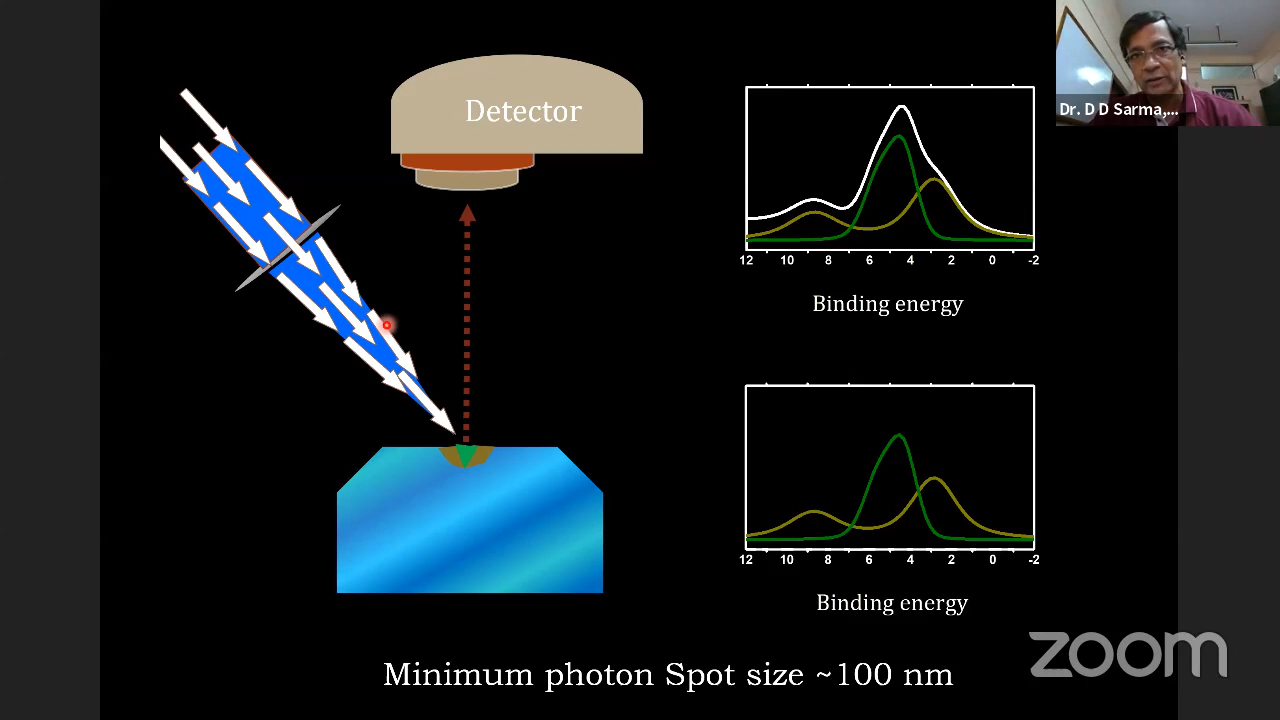 Detector
Dr. D D Sarma,...
12 10 8 6 4 2 0 -2
Binding energy
12 10 8 6 4 2 0 -2
Binding energy
zoom
Minimum photon Spot size ~100 nm